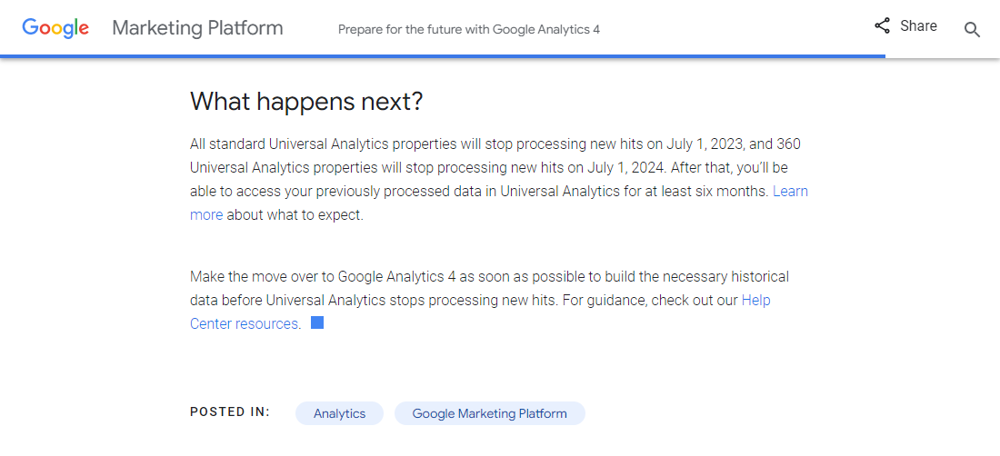 Google Marketing Platform Prepare for the future with Google Analytics 4 Share
What happens next?
All standard Universal Analytics properties will stop processing new hits on July 1, 2023, and 360
Universal Analytics properties will stop processing new hits on July 1, 2024. After that, you’ll be
able to access your previously processed data in Universal Analytics for at least six months. Learn
more about what to expect.
Make the move over to Google Analytics 4 as soon as possible to build the necessary historical
data before Universal Analytics stops processing new hits. For guidance, check out our Help
Center resources.
POSTED IN: Analytics Google Marketing Platform